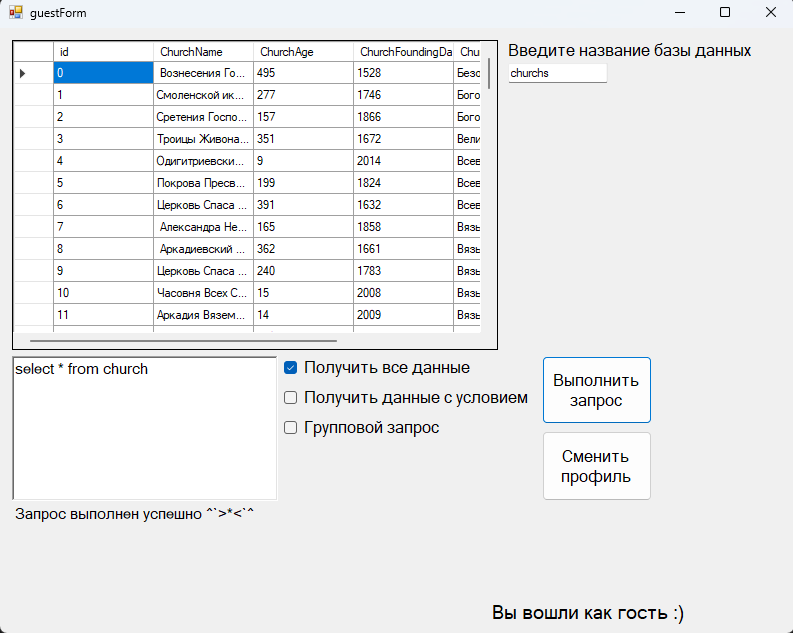 guestForm
id ChurchName ChurchAge ChurchFoundingDa Chu
0 Вознесения Го... 495 1528 Безо
1 Смоленской ик... 277 1746 Бого
2 Сретения Госпо... 157 1866 Бого
3 Троицы Живона... 351 1672 Вели
4 Одигитриевски... 9 2014 Всев
5 Покрова Пресв... 199 1824 Всев
6 Церковь Спаса ... 391 1632 Всев
7 Александра Не... 165 1858 Вязь
8 Аркадиевский ... 362 1661 Вязь
9 Церковь Спаса ... 240 1783 Вязь
10 Часовня Всех С... 15 2008 Вязь
11 Аркадия Вязем... 14 2009 Вязь
Введите название базы данных
churchs
select * from church
Получить все данные
Получить данные с условием
Групповой запрос
Выполнить
запрос
Сменить
профиль
Запрос выполнен успешно ^`>*<`^
Вы вошли как гость :)